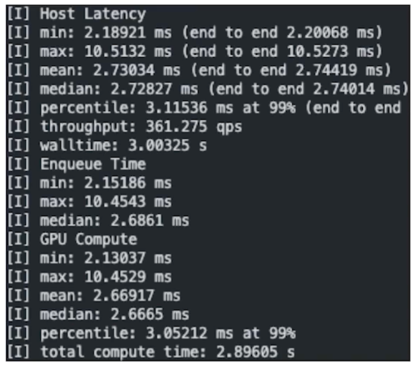 [I] Host Latency
[I] min: 2.18921 ms (end to end 2.20068 ms)
[I] max: 10.5132 ms (end to end 10.5273 ms)
[I] mean: 2.73034 ms (end to end 2.74419 ms)
[I] median: 2.72827 ms (end to end 2.74014 ms)
[I] percentile: 3.11536 ms at 99% (end to end
[I] throughput: 361.275 qps
[I] walltime: 3.00325 s
[I] Enqueue Time
[I] min: 2.15186 ms
[I] max: 10.4543 ms
[I] median: 2.6861 ms
[I] GPU Compute
[I] min: 2.13037 ms
[I] max: 10.4529 ms
[I] mean: 2.66917 ms
[I] median: 2.6665 ms
[I] percentile: 3.05212 ms at 99%
[I] total compute time: 2.89605 s